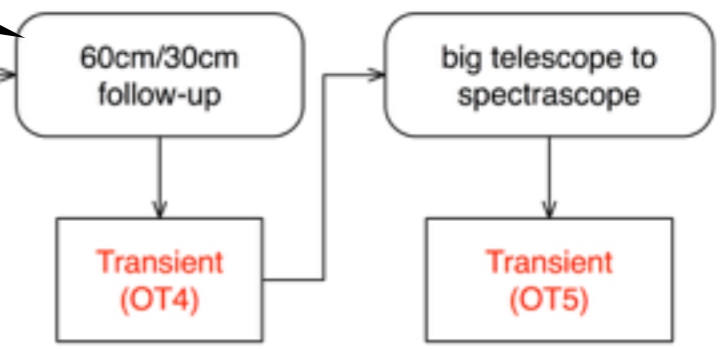 60cm/30cm
follow-up
big telescope to
spectrascope
Transient
(OT4)
Transient
(OT5)